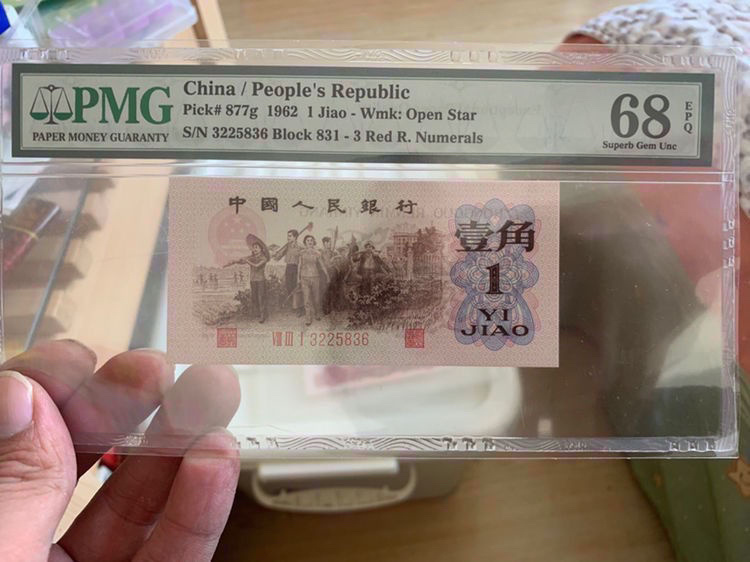 PMG
PAPER MONEY GUARANTY
China / People's Republic
Pick# 877g 1962 1 Jiao - Wmk: Open Star
S/N 3225836 Block 831 - 3 Red R. Numerals
68
EPQ
Superb Gem Unc
中國人民銀行
壹角
1
YI
JIAO
VIII III I 3225836